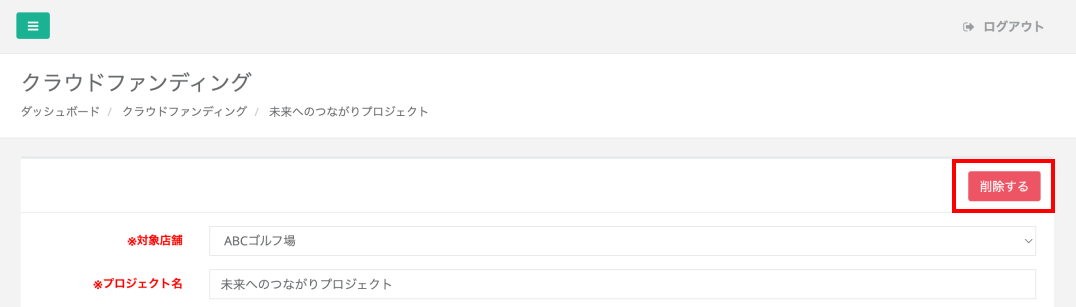 ログアウト
クラウドファンディング
ダッシュボード / クラウドファンディング / 未来へのつながりプロジェクト
削除する
※対象店舗 ABCゴルフ場
※プロジェクト名 未来へのつながりプロジェクト